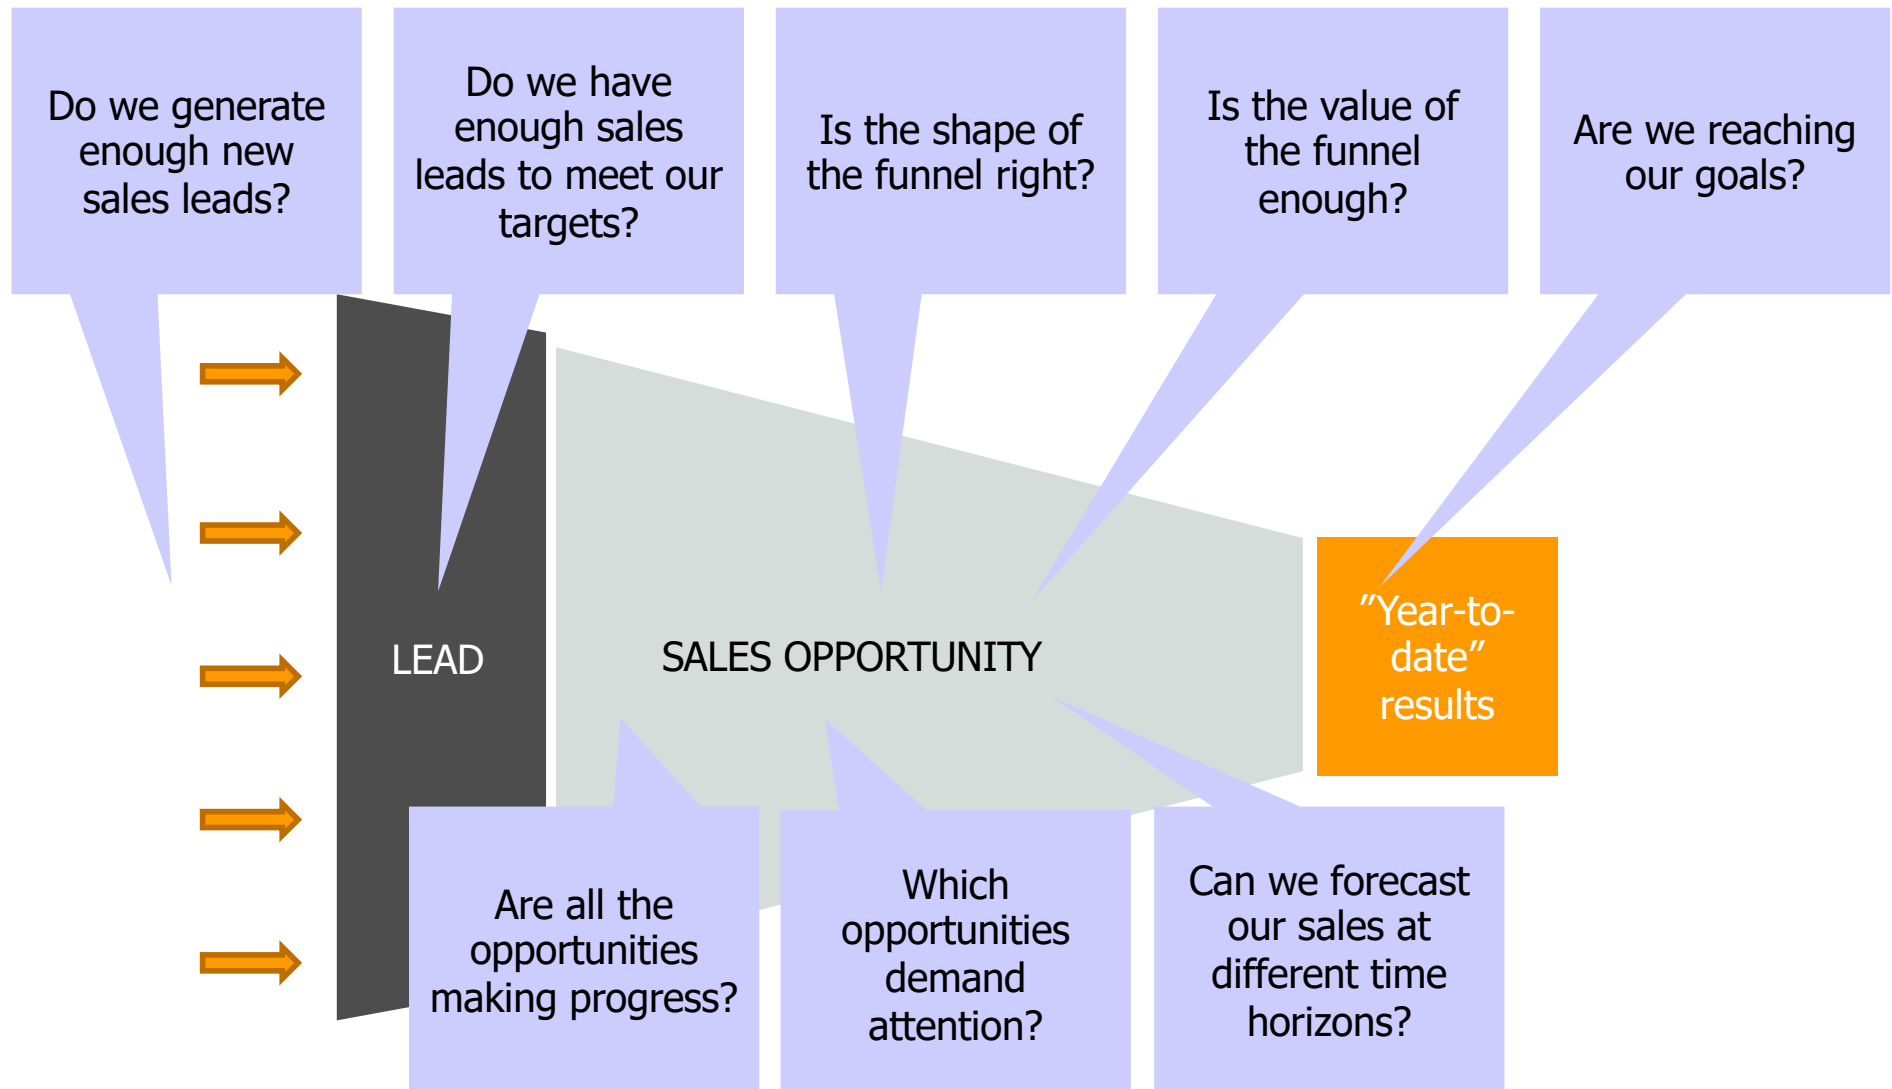 Do we generate
enough new
sales leads?
Do we have
enough sales
leads to meet our
targets?
Is the shape of
the funnel right?
Is the value of
the funnel
enough?
Are we reaching
our goals?
LEAD
SALES OPPORTUNITY
”Year-to-
date”
results
Are all the
opportunities
making progress?
Which
opportunities
demand
attention?
Can we forecast
our sales at
different time
horizons?